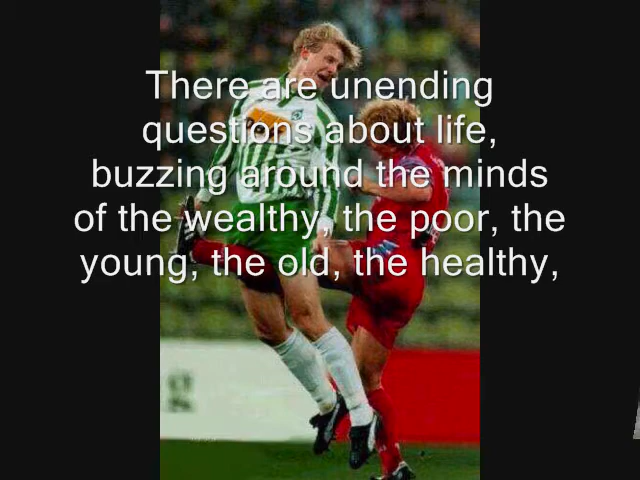 There are unending
questions about life,
buzzing around the minds
of the wealthy, the poor, the
young, the old, the healthy,